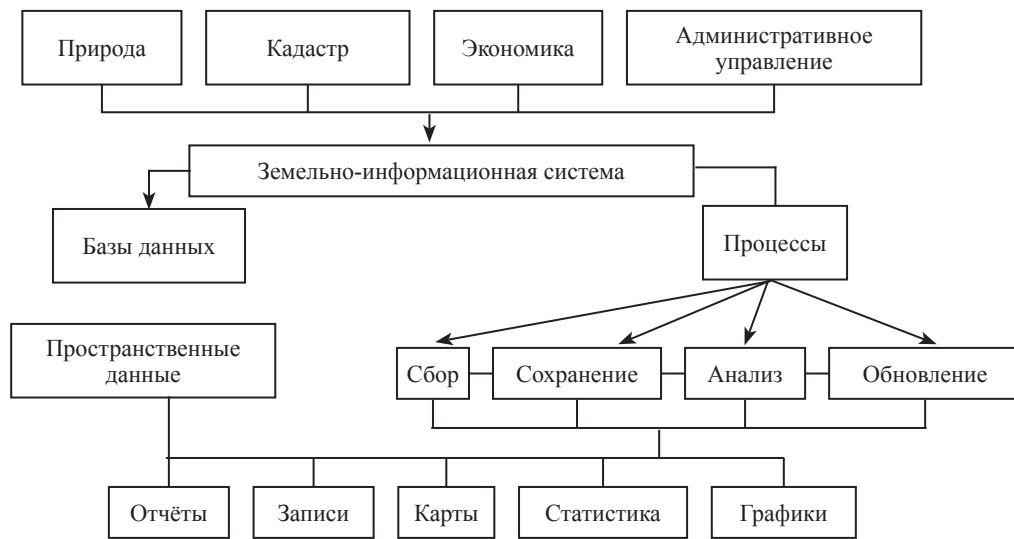 Природа
Кадастр
Экономика
Административное
управление
Земельно-информационная система
Базы данных
Процессы
Пространственные
данные
Сбор
Сохранение
Анализ
Обновление
Отчёты
Записи
Карты
Статистика
Графики